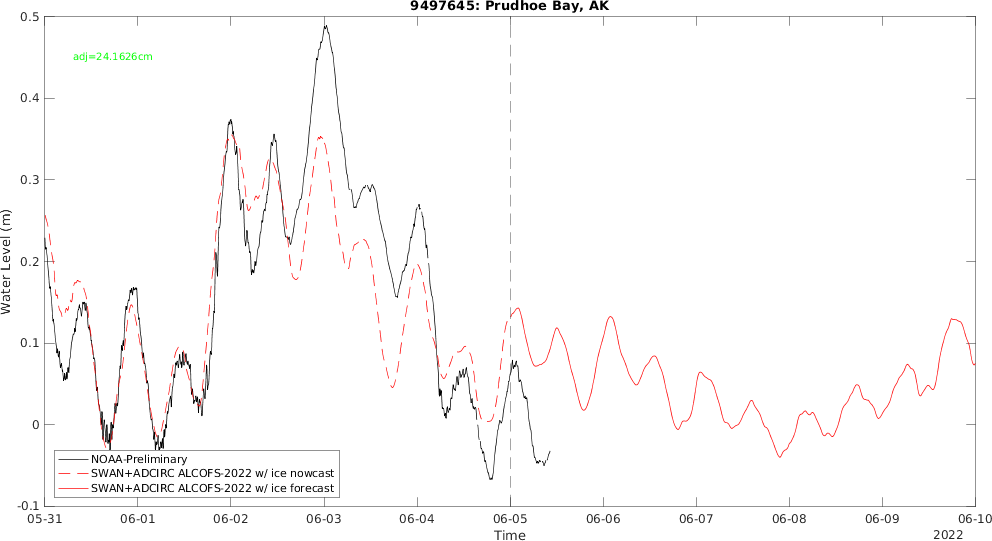 9497645: Prudhoe Bay, AK
adj=24.1626cm
Water Level (m)
0.5
0.4
0.3
0.2
0.1
0
-0.1
NOAA-Preliminary
SWAN+ADCIRC ALCOFS-2022 w/ ice nowcast
SWAN+ADCIRC ALCOFS-2022 w/ ice forecast
05-31 06-01 06-02 06-03 06-04 06-05 06-06 06-07 06-08 06-09 06-10
Time
2022